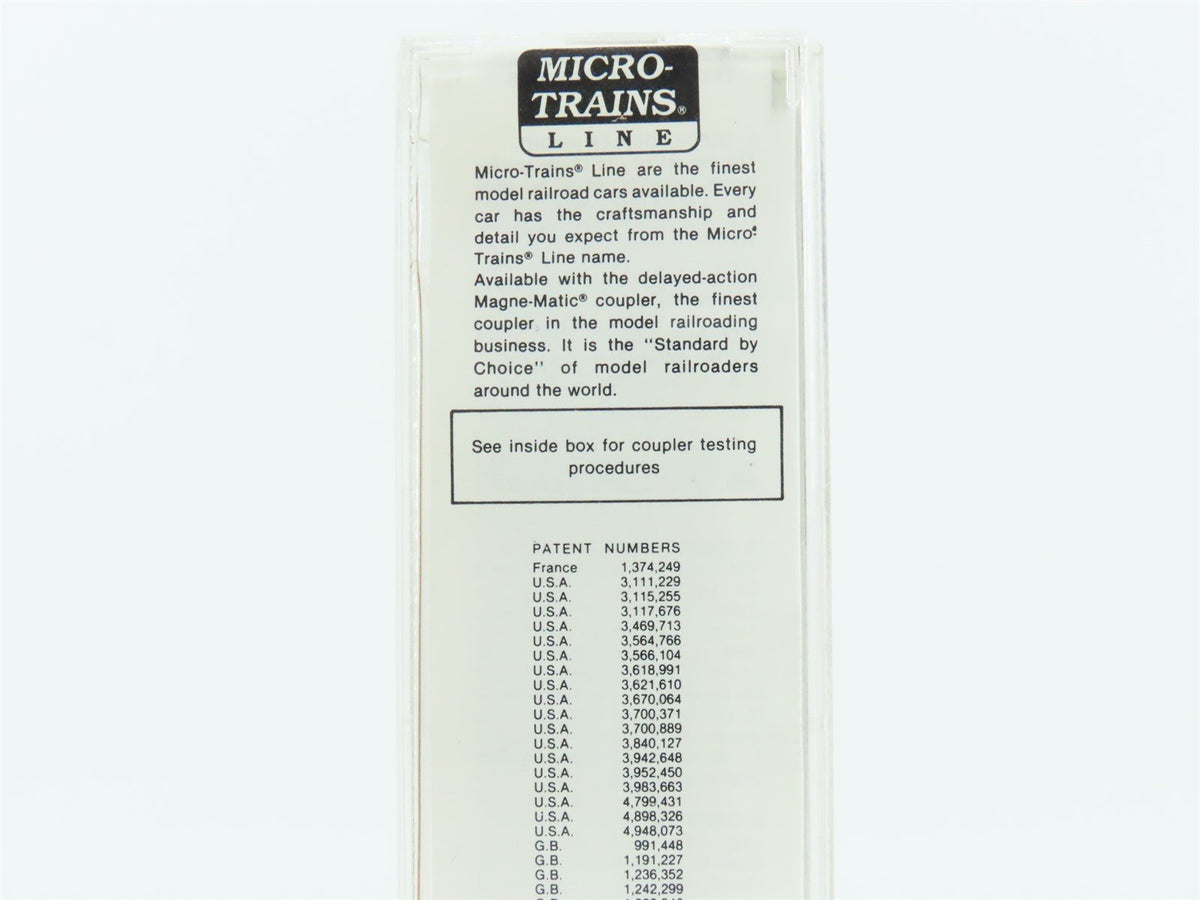 MICRO-
TRAINS®
LINE
Micro-Trains® Line are the finest
model railroad cars available. Every
car has the craftsmanship and
detail you expect from the Micro-
Trains® Line name.
Available with the delayed-action
Magne-Matic® coupler, the finest
coupler in the model railroading
business. It is the “Standard by
Choice” of model railroaders
around the world.
See inside box for coupler testing
procedures
PATENT NUMBERS
France 1,374,249
U.S.A. 3,111,229
U.S.A. 3,115,255
U.S.A. 3,117,676
U.S.A. 3,469,713
U.S.A. 3,564,766
U.S.A. 3,566,104
U.S.A. 3,618,991
U.S.A. 3,621,610
U.S.A. 3,670,064
U.S.A. 3,700,371
U.S.A. 3,700,889
U.S.A. 3,840,127
U.S.A. 3,942,648
U.S.A. 3,952,450
U.S.A. 3,983,663
U.S.A. 4,799,431
U.S.A. 4,898,326
U.S.A. 4,948,073
G.B. 991,448
G.B. 1,191,227
G.B. 1,236,352
G.B. 1,242,299